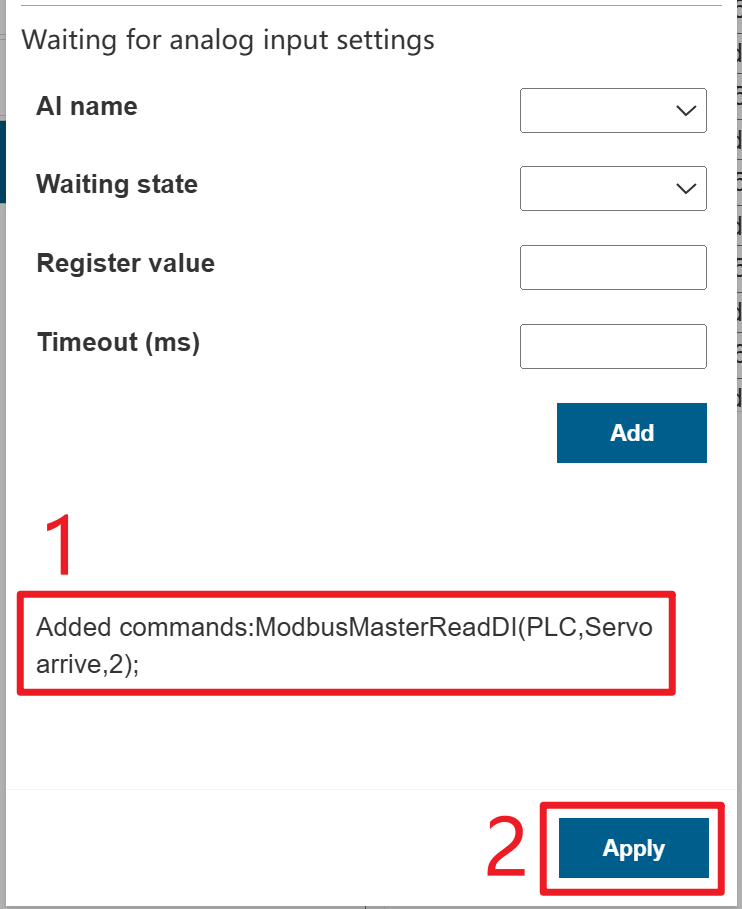 Waiting for analog input settings
AI name
Waiting state
Register value
Timeout (ms)
Add
1
Added commands:ModbusMasterReadDI(PLC,Servo
arrive,2);
2
Apply